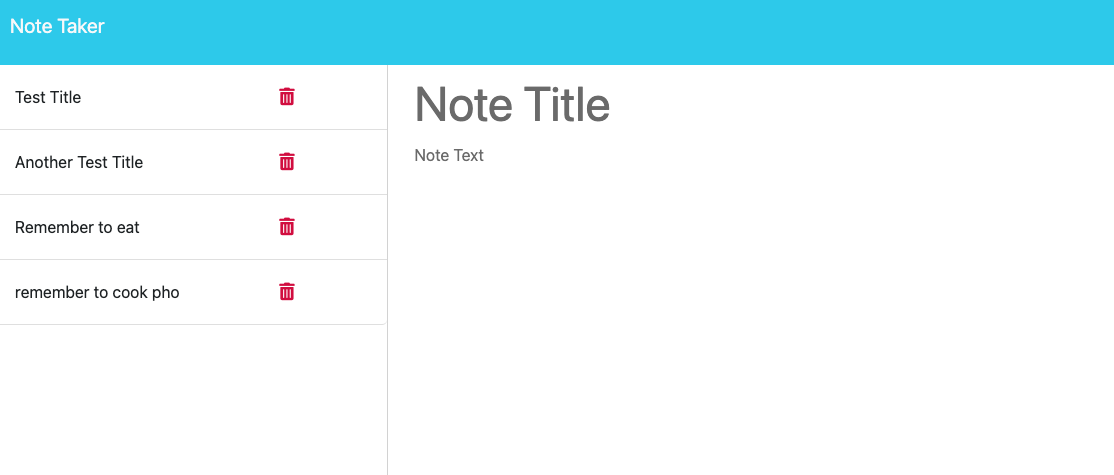 Note Taker
Test Title
Another Test Title
Remember to eat
remember to cook pho
Note Title
Note Text